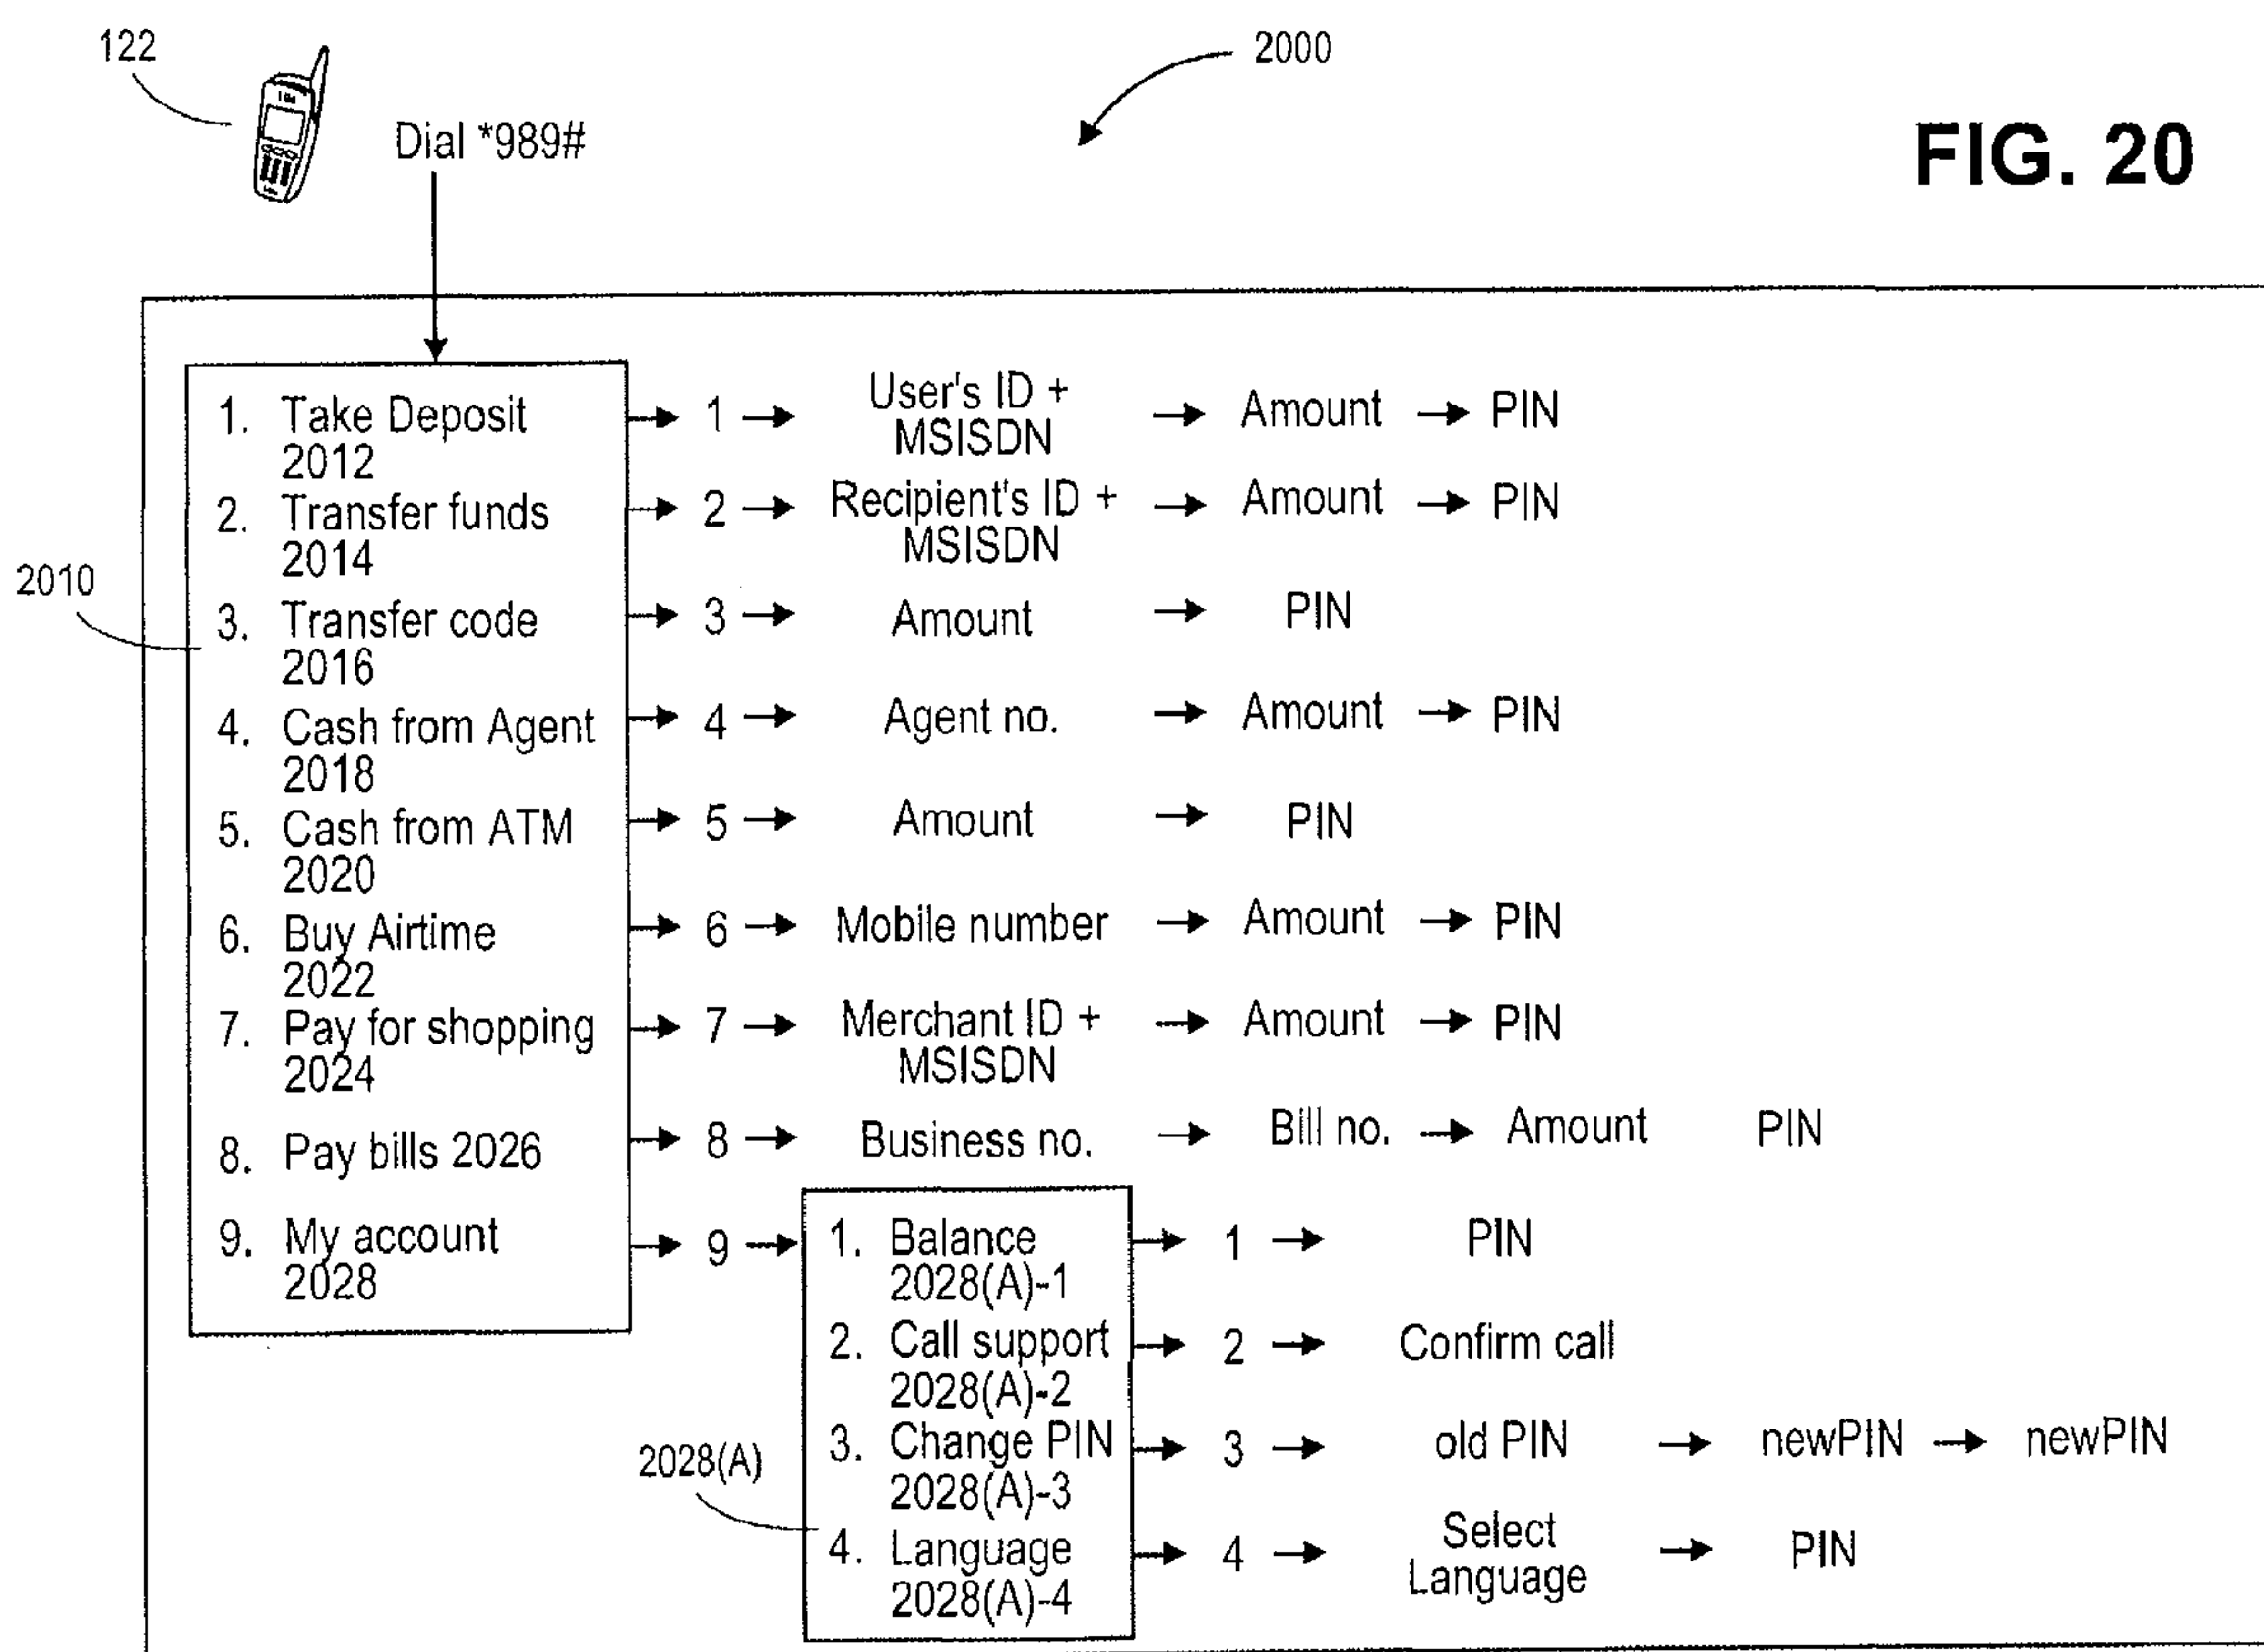 122
2000
Dial *989#
FIG. 20
2010
1. Take Deposit 2012 1 User's ID + MSISDN Amount PIN
2. Transfer funds 2014 2 Recipient's ID + MSISDN Amount PIN
3. Transfer code 2016 3 Amount PIN
4. Cash from Agent 2018 4 Agent no. Amount PIN
5. Cash from ATM 2020 5 Amount PIN
6. Buy Airtime 2022 6 Mobile number Amount PIN
7. Pay for shopping 2024 7 Merchant ID + MSISDN Amount PIN
8. Pay bills 2026 8 Business no. Bill no. Amount PIN
9. My account 2028 9
2028(A)
1. Balance 2028(A)-1 1 PIN
2. Call support 2028(A)-2 2 Confirm call
3. Change PIN 2028(A)-3 3 old PIN newPIN newPIN
4. Language 2028(A)-4 4 Select Language PIN